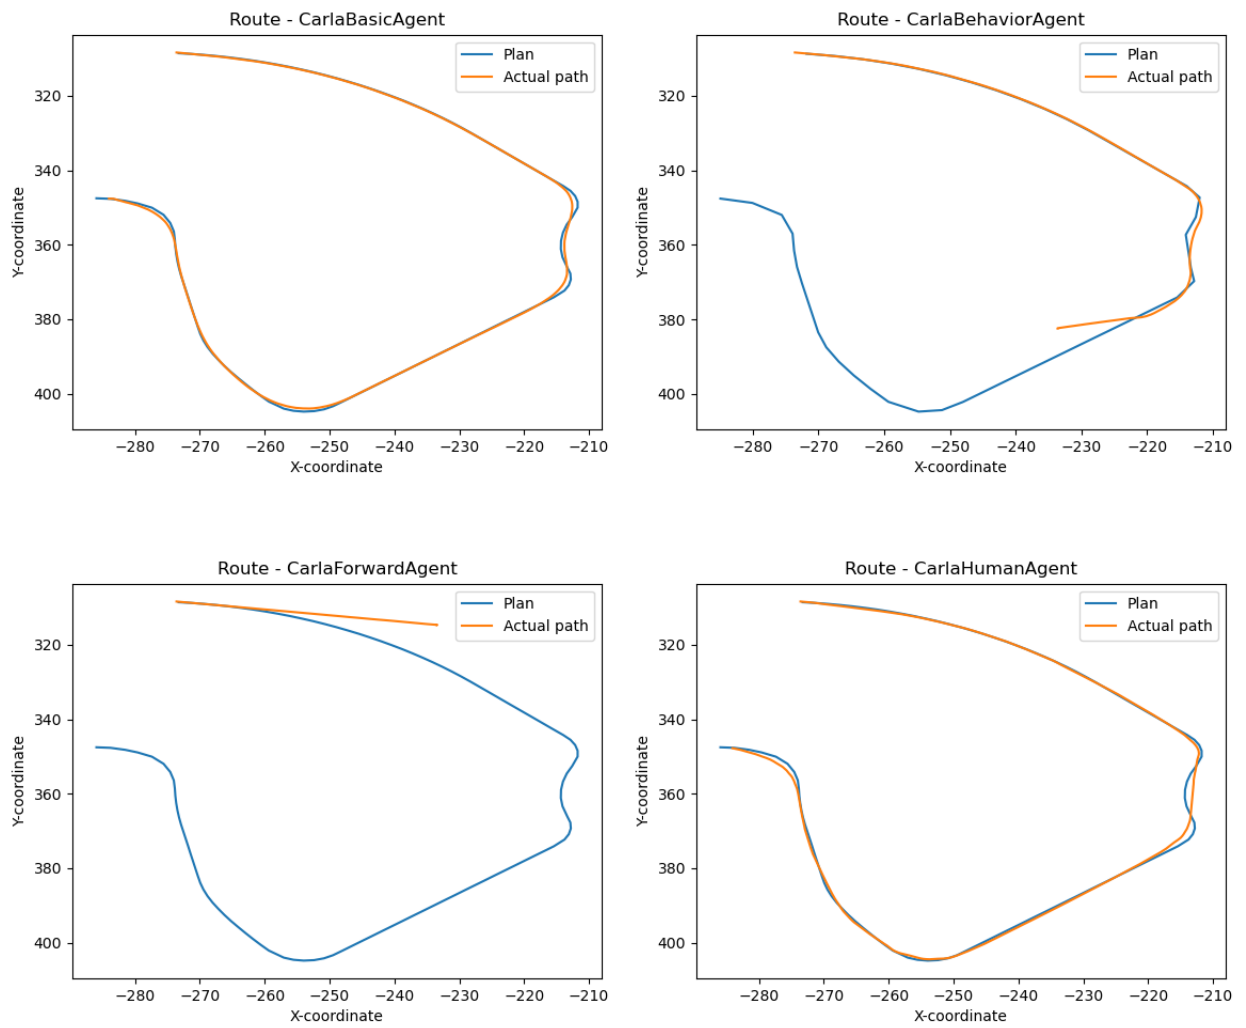 Route - CarlaBasicAgent
Plan
Actual path
320
340
360
380
400
Y-coordinate
−280 −270 −260 −250 −240 −230 −220 −210
X-coordinate
Route - CarlaBehaviorAgent
Plan
Actual path
320
340
360
380
400
Y-coordinate
−280 −270 −260 −250 −240 −230 −220 −210
X-coordinate
Route - CarlaForwardAgent
Plan
Actual path
320
340
360
380
400
Y-coordinate
−280 −270 −260 −250 −240 −230 −220 −210
X-coordinate
Route - CarlaHumanAgent
Plan
Actual path
320
340
360
380
400
Y-coordinate
−280 −270 −260 −250 −240 −230 −220 −210
X-coordinate